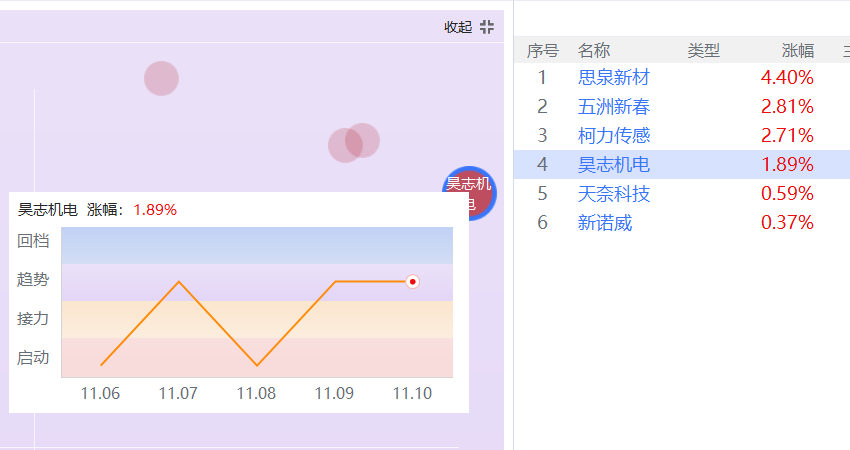 收起
昊志机
电
昊志机电 涨幅： 1.89%
回档
趋势
接力
启动
11.06 11.07 11.08 11.09 11.10
序号 名称 类型 涨幅
1 思泉新材 4.40%
2 五洲新春 2.81%
3 柯力传感 2.71%
4 昊志机电 1.89%
5 天奈科技 0.59%
6 新诺威 0.37%